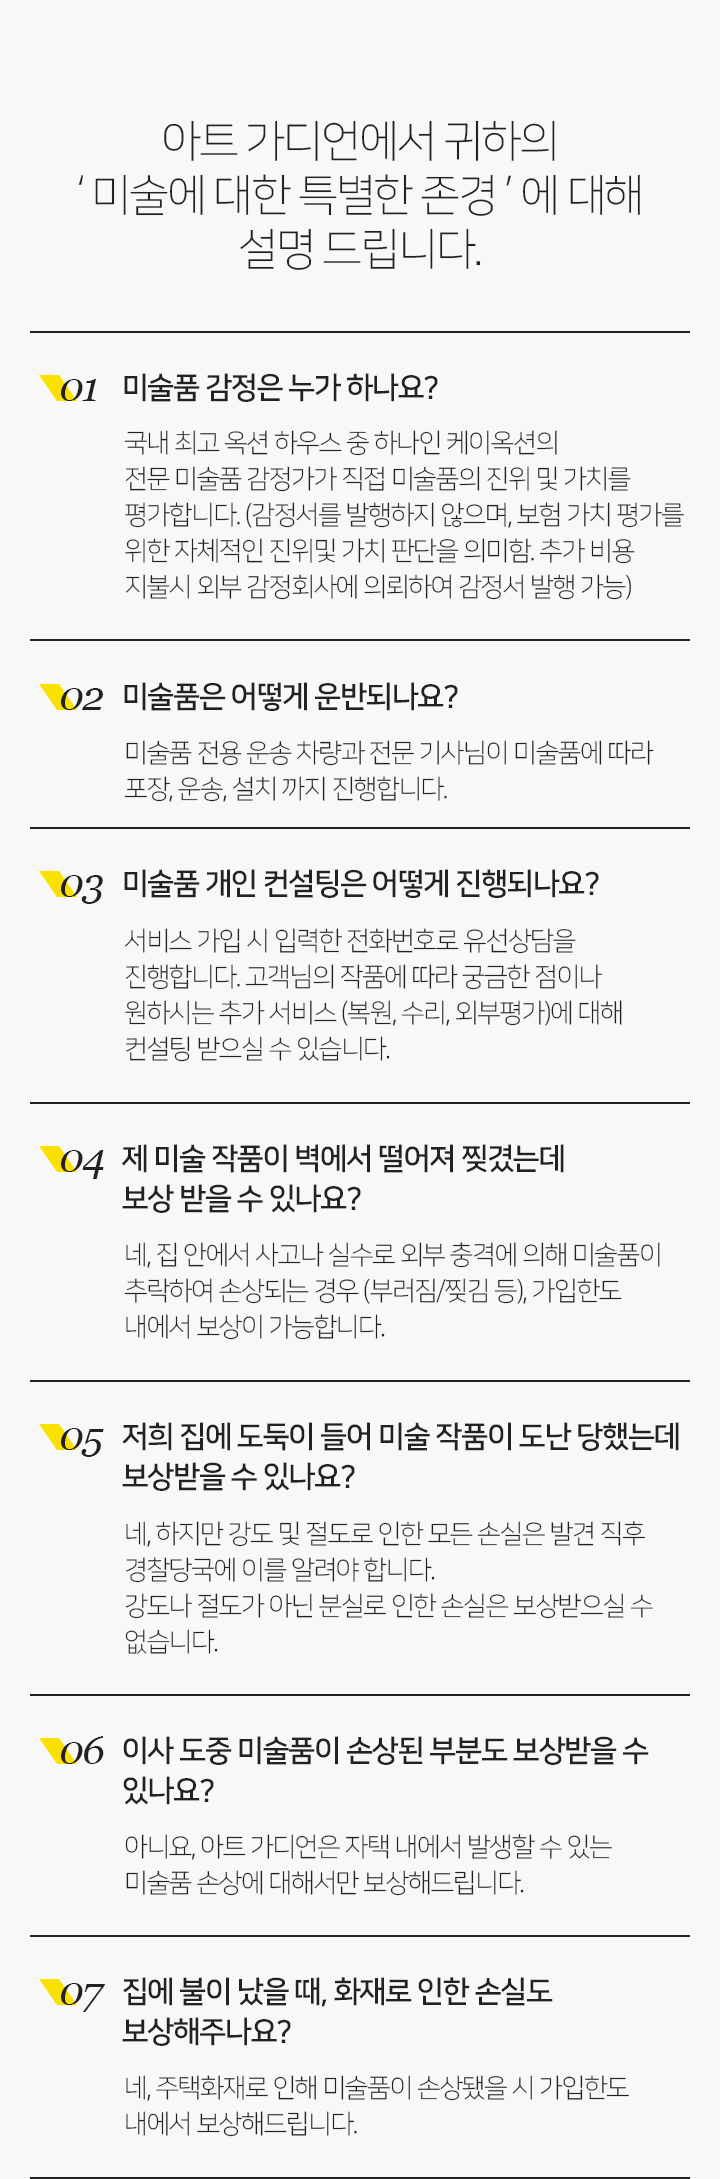 아트 가디언에서 귀하의
‘ 미술에 대한 특별한 존경 ’ 에 대해
설명 드립니다.
01 미술품 감정은 누가 하나요?
국내 최고 옥션 하우스 중 하나인 케이옥션의
전문 미술품 감정가가 직접 미술품의 진위 및 가치를
평가합니다. (감정서를 발행하지 않으며, 보험 가치 평가를
위한 자체적인 진위및 가치 판단을 의미함. 추가 비용
지불시 외부 감정회사에 의뢰하여 감정서 발행 가능)
02 미술품은 어떻게 운반되나요?
미술품 전용 운송 차량과 전문 기사님이 미술품에 따라
포장, 운송, 설치 까지 진행합니다.
03 미술품 개인 컨설팅은 어떻게 진행되나요?
서비스 가입 시 입력한 전화번호로 유선상담을
진행합니다. 고객님의 작품에 따라 궁금한 점이나
원하시는 추가 서비스 (복원, 수리, 외부평가)에 대해
컨설팅 받으실 수 있습니다.
04 제 미술 작품이 벽에서 떨어져 찢겼는데
보상 받을 수 있나요?
네, 집 안에서 사고나 실수로 외부 충격에 의해 미술품이
추락하여 손상되는 경우 (부러짐/찢김 등), 가입한도
내에서 보상이 가능합니다.
05 저희 집에 도둑이 들어 미술 작품이 도난 당했는데
보상받을 수 있나요?
네, 하지만 강도 및 절도로 인한 모든 손실은 발견 직후
경찰당국에 이를 알려야 합니다.
강도나 절도가 아닌 분실로 인한 손실은 보상받으실 수
없습니다.
06 이사 도중 미술품이 손상된 부분도 보상받을 수
있나요?
아니요, 아트 가디언은 자택 내에서 발생할 수 있는
미술품 손상에 대해서만 보상해드립니다.
07 집에 불이 났을 때, 화재로 인한 손실도
보상해주나요?
네, 주택화재로 인해 미술품이 손상됐을 시 가입한도
내에서 보상해드립니다.